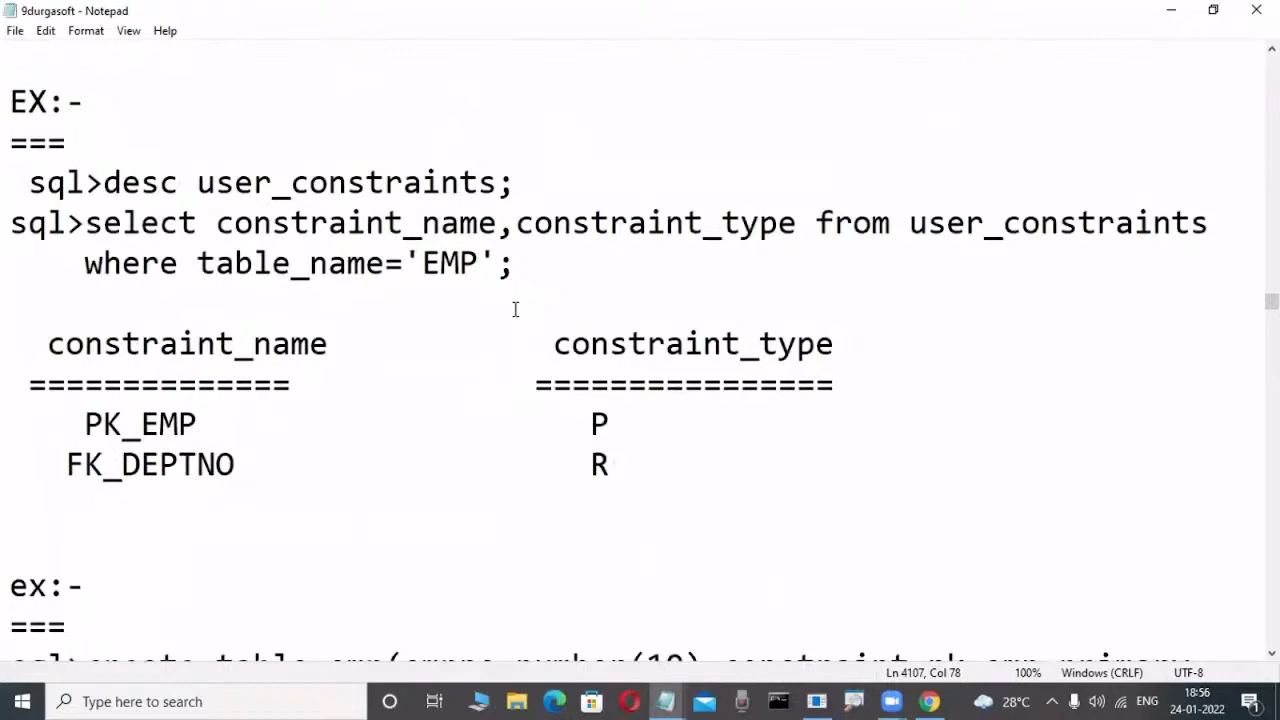 9durgasoft - Notepad
File Edit Format View Help
EX:-
===
sql>desc user_constraints;
sql>select constraint_name,constraint_type from user_constraints
where table_name='EMP';
constraint_name constraint_type
============== ================
PK_EMP P
FK_DEPTNO R
ex:-
===
Ln 4107, Col 78 100% Windows (CRLF) UTF-8
Type here to search
28°C ENG 18:56
24-01-2022
1